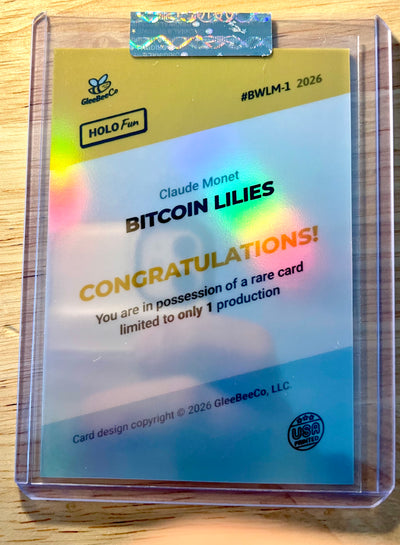 GleeBeeCo
#BWLM-1 2026
HOLO Fun
Claude Monet
BITCOIN LILIES
CONGRATULATIONS!
You are in possession of a rare card
limited to only 1 production
Card design copyright © 2026 GleeBeeCo, LLC.
USA
PRINTED